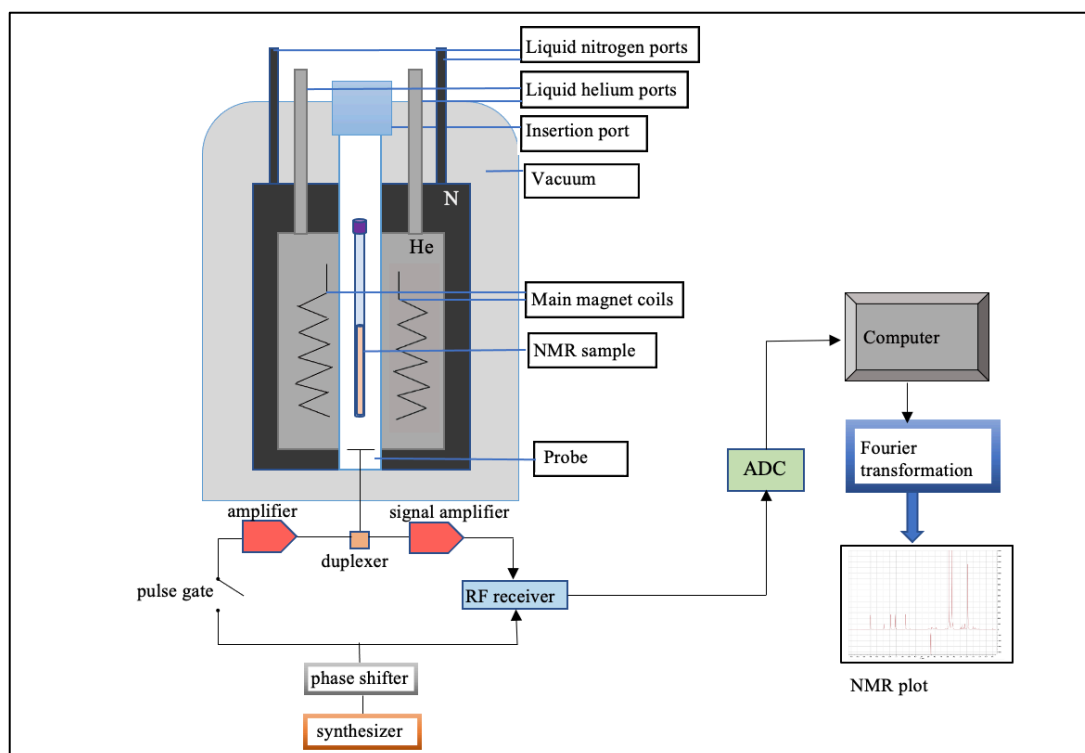 Liquid nitrogen ports
Liquid helium ports
Insertion port
Vacuum
N
He
Main magnet coils
NMR sample
Probe
Computer
Fourier
transformation
ADC
amplifier
signal amplifier
duplexer
pulse gate
RF receiver
phase shifter
synthesizer
NMR plot